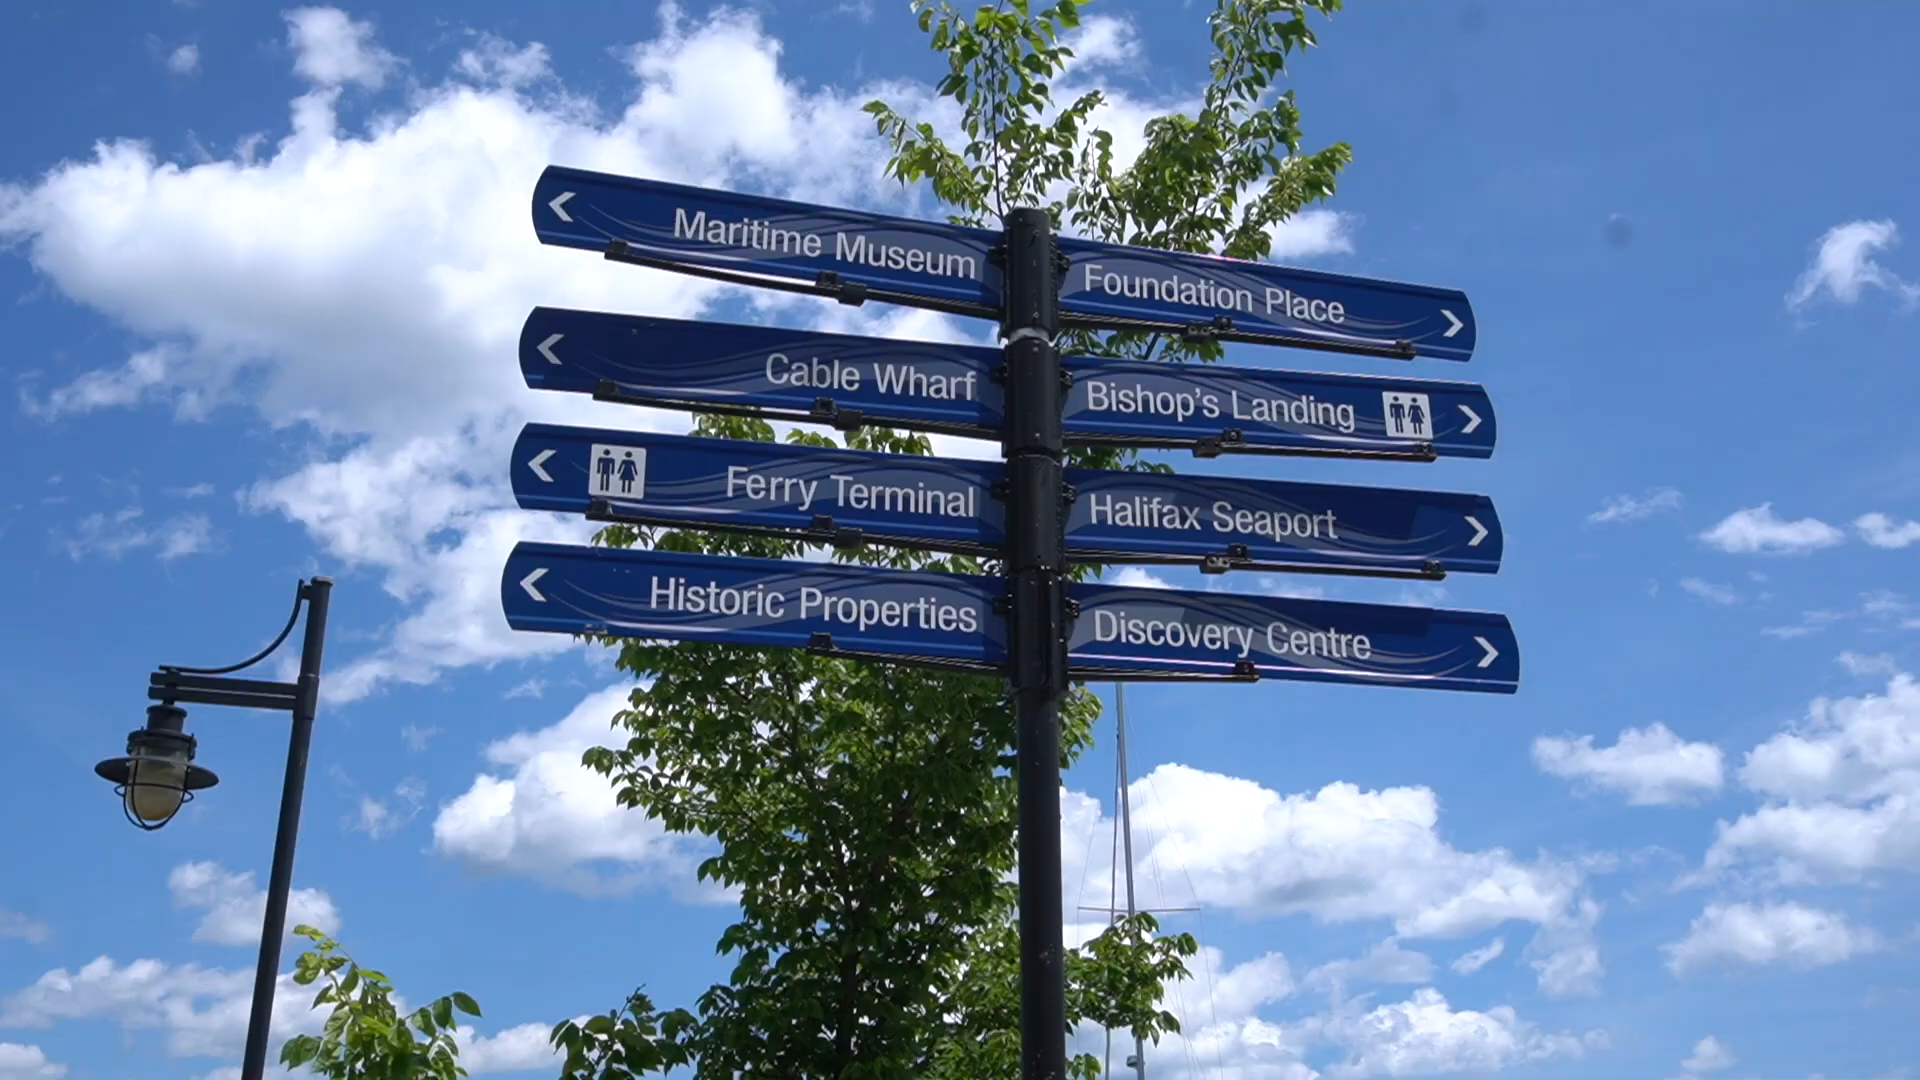 Maritime Museum
Foundation Place
Cable Wharf
Bishop's Landing
Ferry Terminal
Halifax Seaport
Historic Properties
Discovery Centre